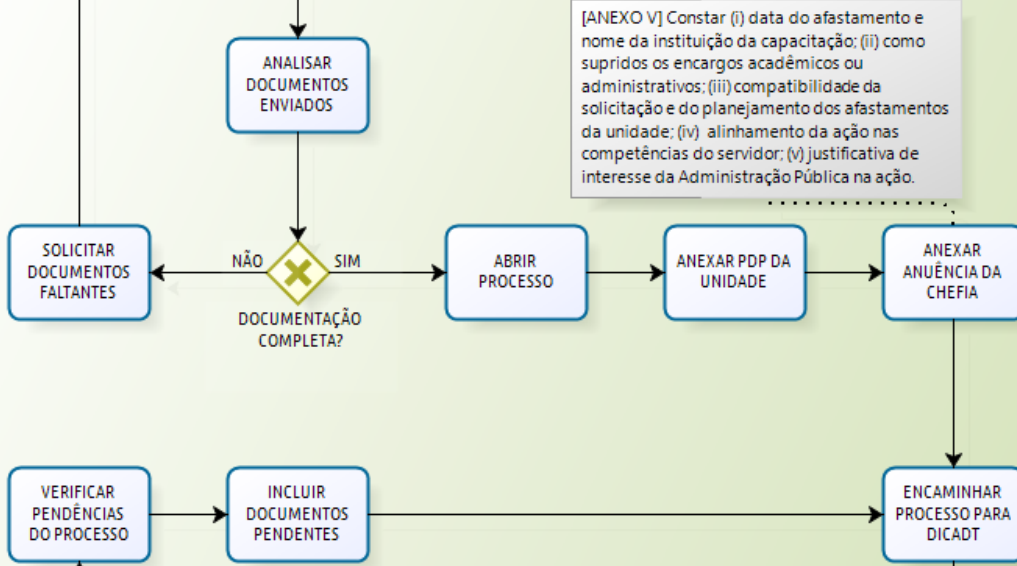 [ANEXO V] Constar (i) data do afastamento e
nome da instituição da capacitação; (ii) como
supridos os encargos acadêmicos ou
administrativos; (iii) compatibilidade da
solicitação e do planejamento dos afastamentos
da unidade; (iv) alinhamento da ação nas
competências do servidor; (v) justificativa de
interesse da Administração Pública na ação.
ANALISAR
DOCUMENTOS
ENVIADOS
SOLICITAR
DOCUMENTOS
FALTANTES
NÃO
SIM
DOCUMENTAÇÃO
COMPLETA?
ABRIR
PROCESSO
ANEXAR PDP DA
UNIDADE
ANEXAR
ANUÊNCIA DA
CHEFIA
VERIFICAR
PENDÊNCIAS
DO PROCESSO
INCLUIR
DOCUMENTOS
PENDENTES
ENCAMINHAR
PROCESSO PARA
DICADT